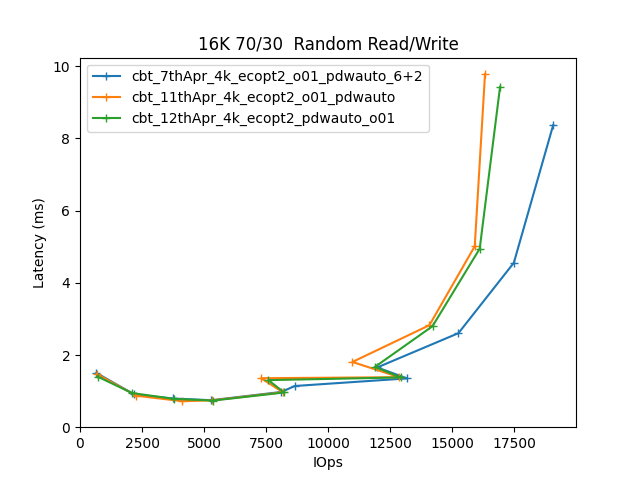 16K 70/30  Random Read/Write
cbt_7thApr_4k_ecopt2_o01_pdwauto_6+2
cbt_11thApr_4k_ecopt2_o01_pdwauto
cbt_12thApr_4k_ecopt2_pdwauto_o01
Latency (ms)
10
8
6
4
2
0
0 2500 5000 7500 10000 12500 15000 17500
IOps